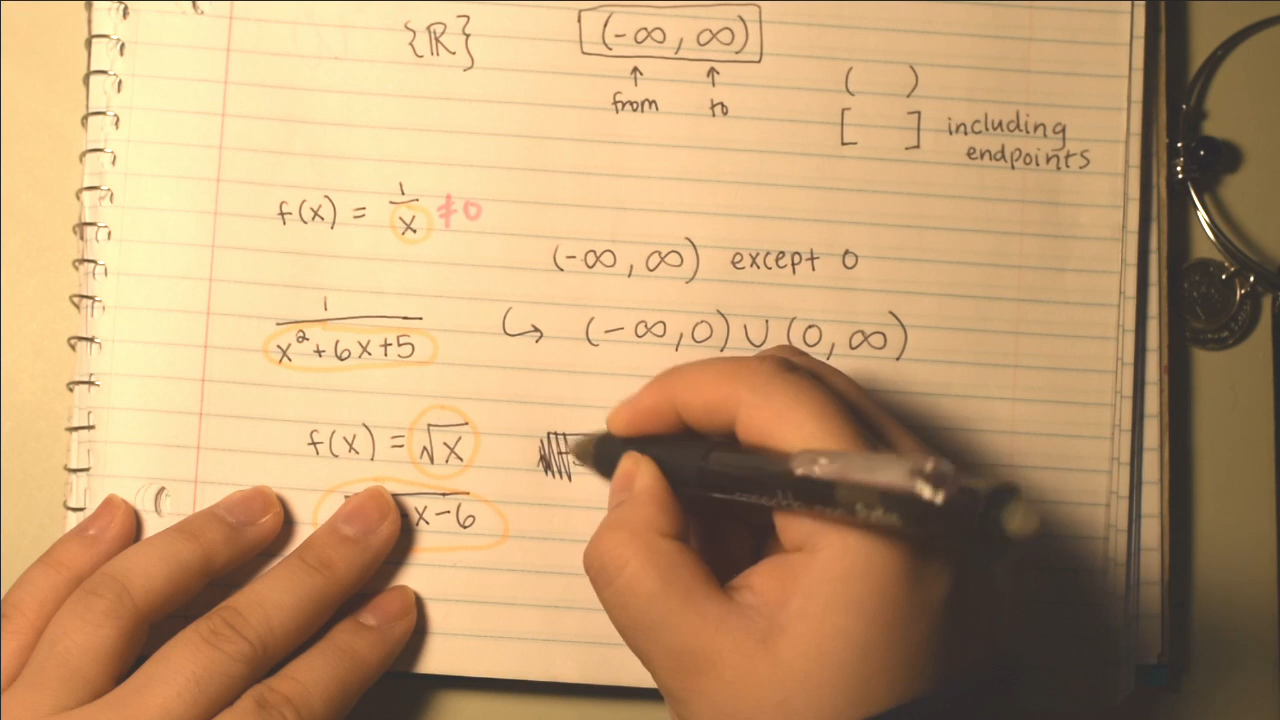 {ℝ}
(-∞, ∞)
↑ ↑
from to
( )
[ ] including
endpoints
f(x) = 1/x ≠0
(-∞, ∞) except 0
1/(x²+6x+5)
↪ (-∞,0) ∪ (0,∞)
f(x) = √x
-x-6